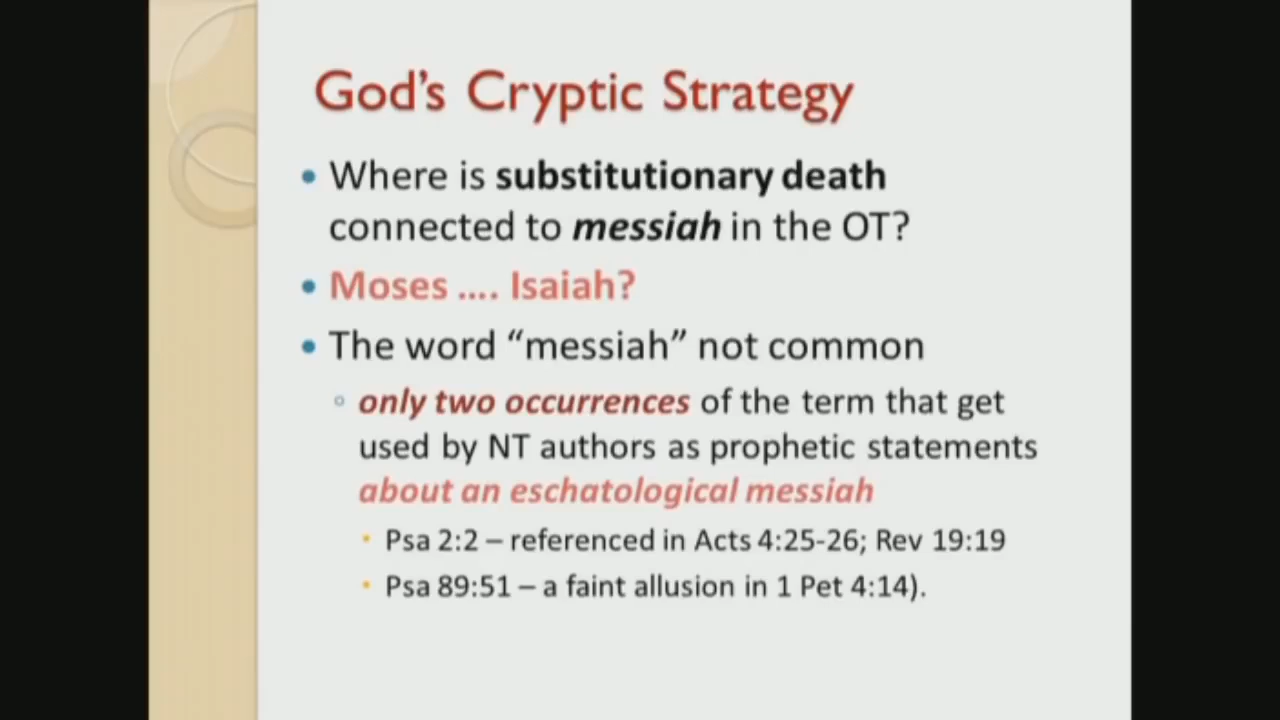 God's Cryptic Strategy
• Where is substitutionary death
connected to messiah in the OT?
• Moses .... Isaiah?
• The word “messiah” not common
◦ only two occurrences of the term that get
used by NT authors as prophetic statements
about an eschatological messiah
• Psa 2:2 – referenced in Acts 4:25-26; Rev 19:19
• Psa 89:51 – a faint allusion in 1 Pet 4:14).